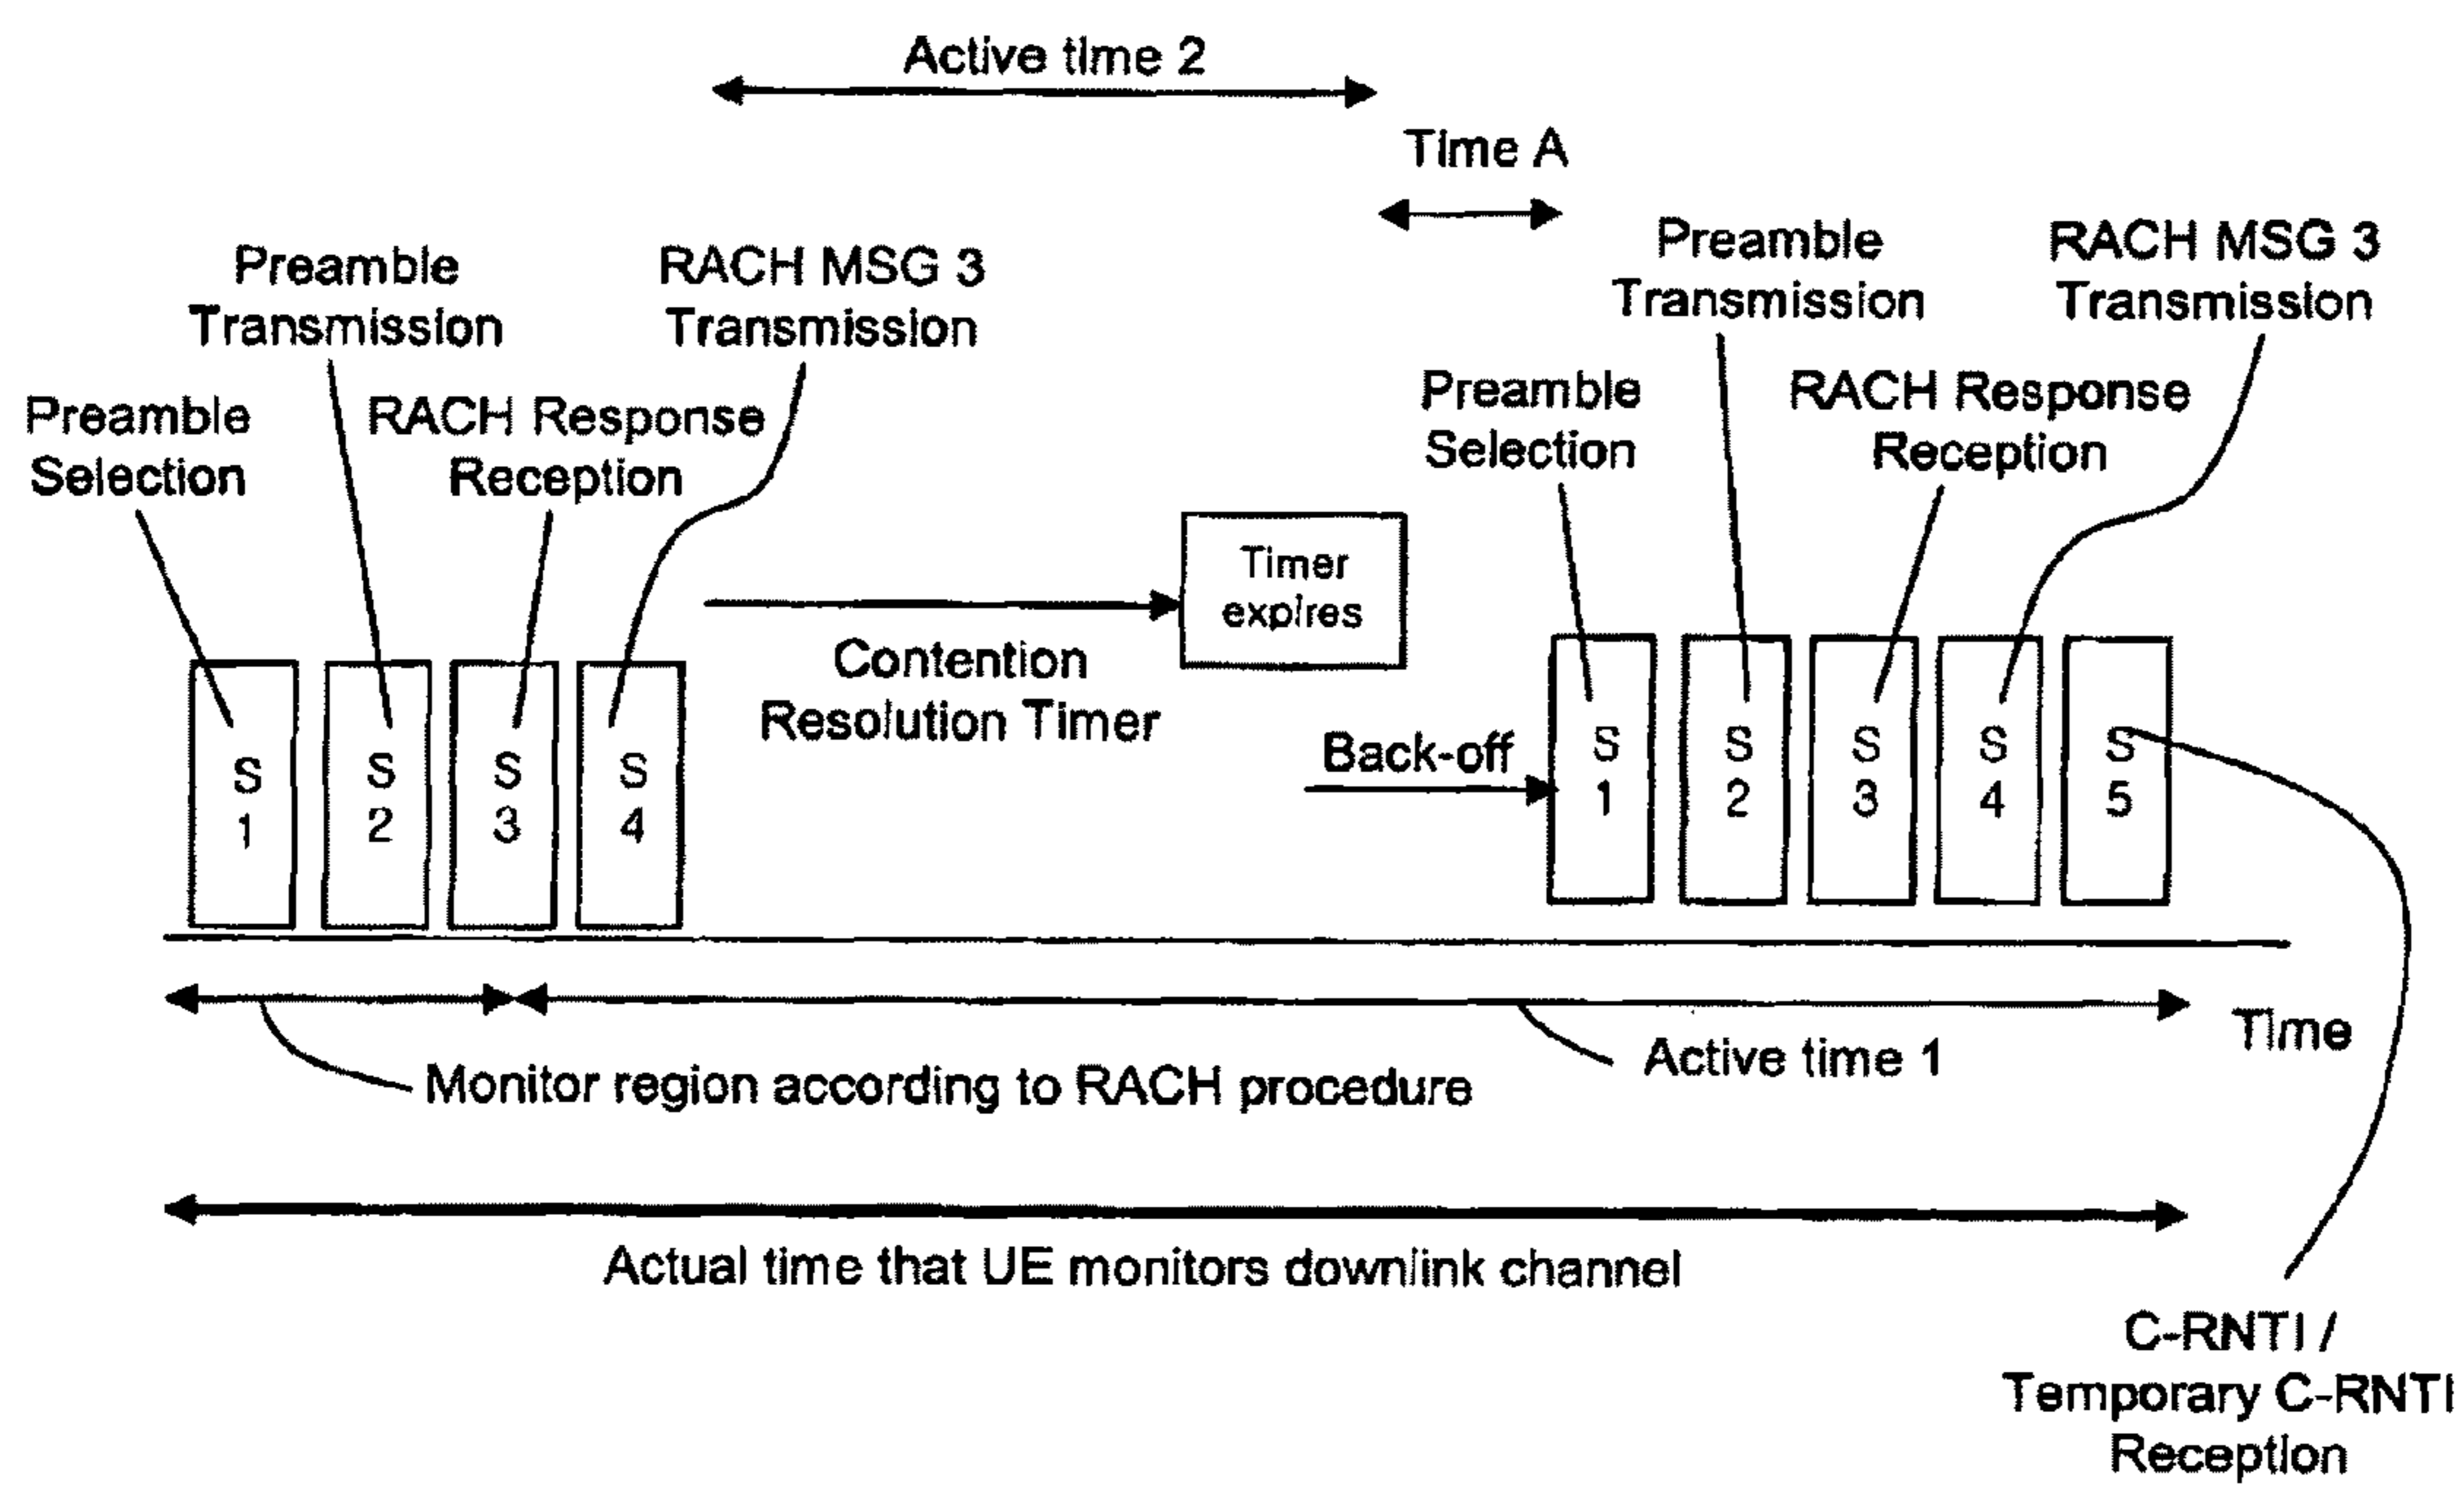 Active time 2
Time A
Preamble
Transmission
RACH MSG 3
Transmission
Preamble
Transmission
RACH MSG 3
Transmission
Preamble
Selection
RACH Response
Reception
Preamble
Selection
RACH Response
Reception
Timer
expires
Contention
Resolution Timer
Back-off
S
1
S
2
S
3
S
4
S
1
S
2
S
3
S
4
S
5
Time
Active time 1
Monitor region according to RACH procedure
Actual time that UE monitors downlink channel
C-RNTI /
Temporary C-RNTI
Reception